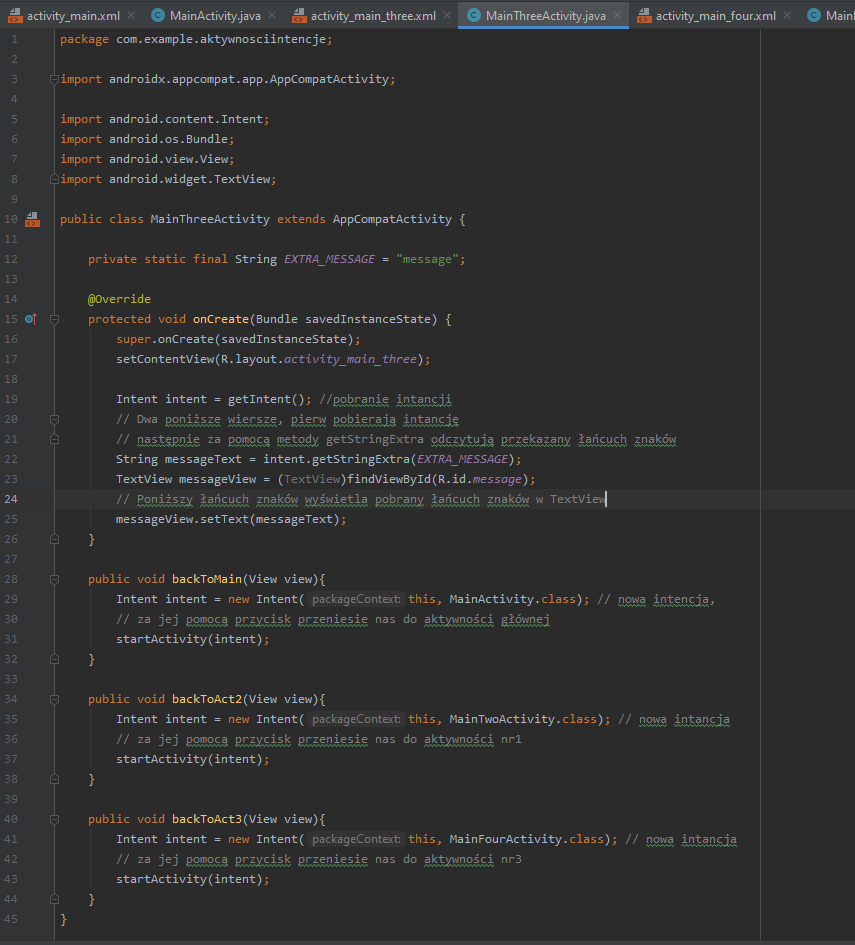 activity_main.xml MainActivity.java activity_main_three.xml MainThreeActivity.java activity_main_four.xml
1 package com.example.aktywnosciintencje;
2
3 import androidx.appcompat.app.AppCompatActivity;
4
5 import android.content.Intent;
6 import android.os.Bundle;
7 import android.view.View;
8 import android.widget.TextView;
9
10 public class MainThreeActivity extends AppCompatActivity {
11
12 private static final String EXTRA_MESSAGE = "message";
13
14 @Override
15 protected void onCreate(Bundle savedInstanceState) {
16 super.onCreate(savedInstanceState);
17 setContentView(R.layout.activity_main_three);
18
19 Intent intent = getIntent(); //pobranie intancji
20 // Dwa poniższe wiersze, pierw pobierają intancję
21 // następnie za pomocą metody getStringExtra odczytują przekazany łańcuch znaków
22 String messageText = intent.getStringExtra(EXTRA_MESSAGE);
23 TextView messageView = (TextView)findViewById(R.id.message);
24 // Poniższy łańcuch znaków wyświetla pobrany łańcuch znaków w TextView
25 messageView.setText(messageText);
26 }
27
28 public void backToMain(View view){
29 Intent intent = new Intent( packageContext: this, MainActivity.class); // nowa intencja,
30 // za jej pomocą przycisk przeniesie nas do aktywności głównej
31 startActivity(intent);
32 }
33
34 public void backToAct2(View view){
35 Intent intent = new Intent( packageContext: this, MainTwoActivity.class); // nowa intancja
36 // za jej pomocą przycisk przeniesie nas do aktywności nr1
37 startActivity(intent);
38 }
39
40 public void backToAct3(View view){
41 Intent intent = new Intent( packageContext: this, MainFourActivity.class); // nowa intancja
42 // za jej pomocą przycisk przeniesie nas do aktywności nr3
43 startActivity(intent);
44 }
45 }